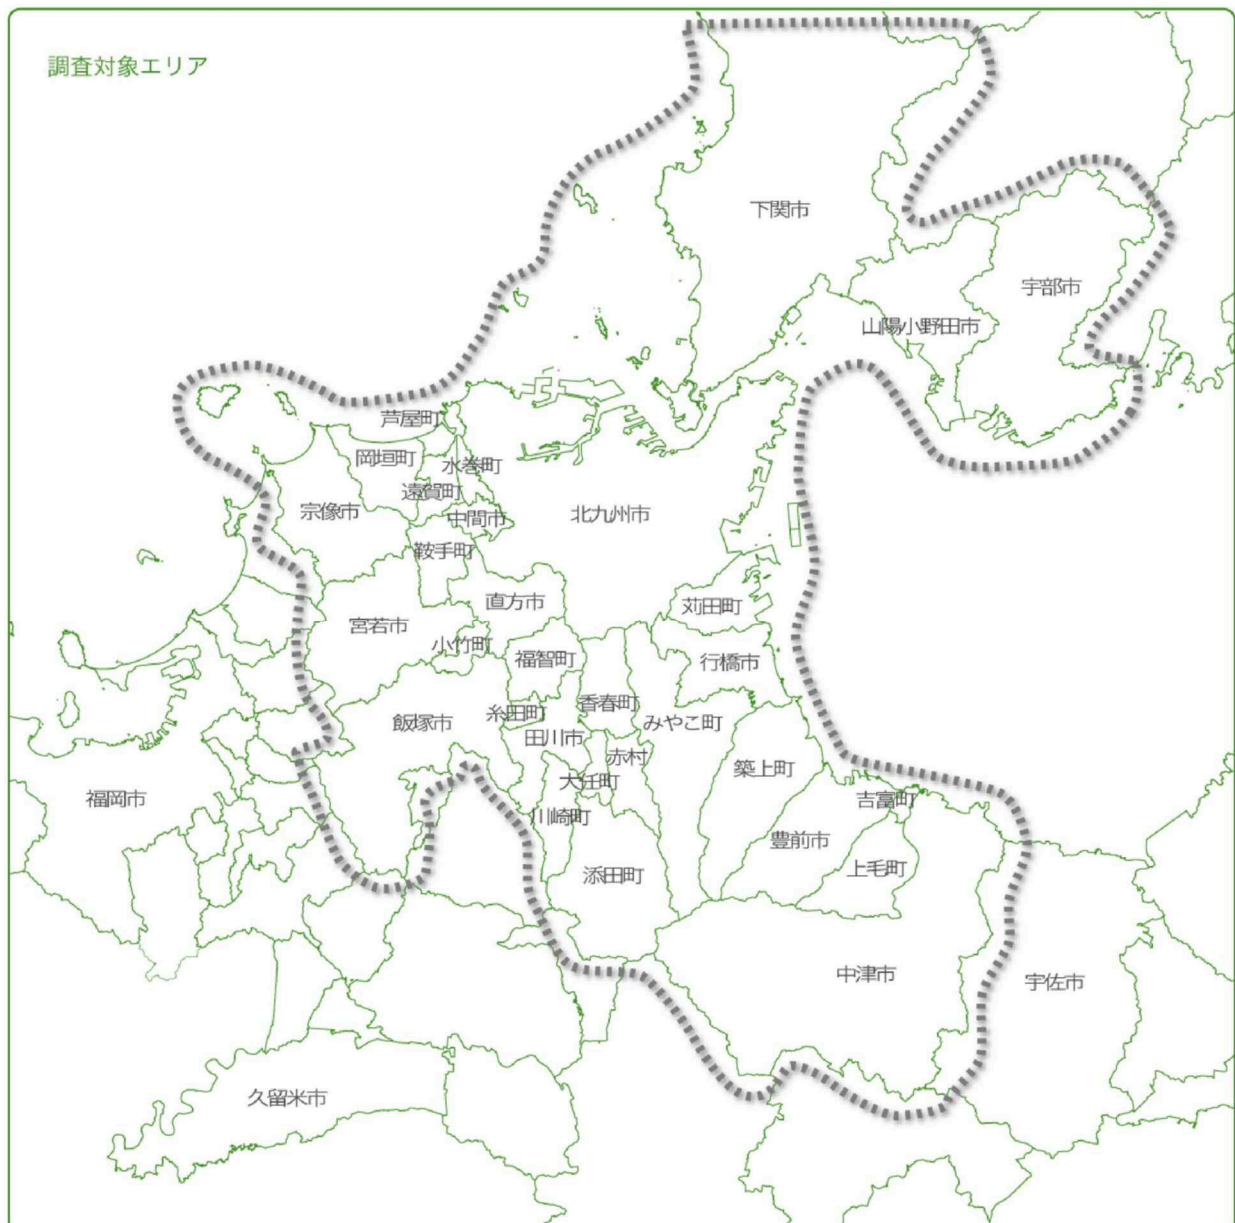 調査対象エリア
下関市
宇部市
山陽小野田市
芦屋町
岡垣町
水巻町
遠賀町
宗像市
中間市
北九州市
鞍手町
直方市
苅田町
宮若市
小竹町
福智町
行橋市
香春町
糸田町
飯塚市
みやこ町
田川市
赤村
築上町
大任町
福岡市
吉富町
川崎町
豊前市
上毛町
添田町
中津市
宇佐市
久留米市